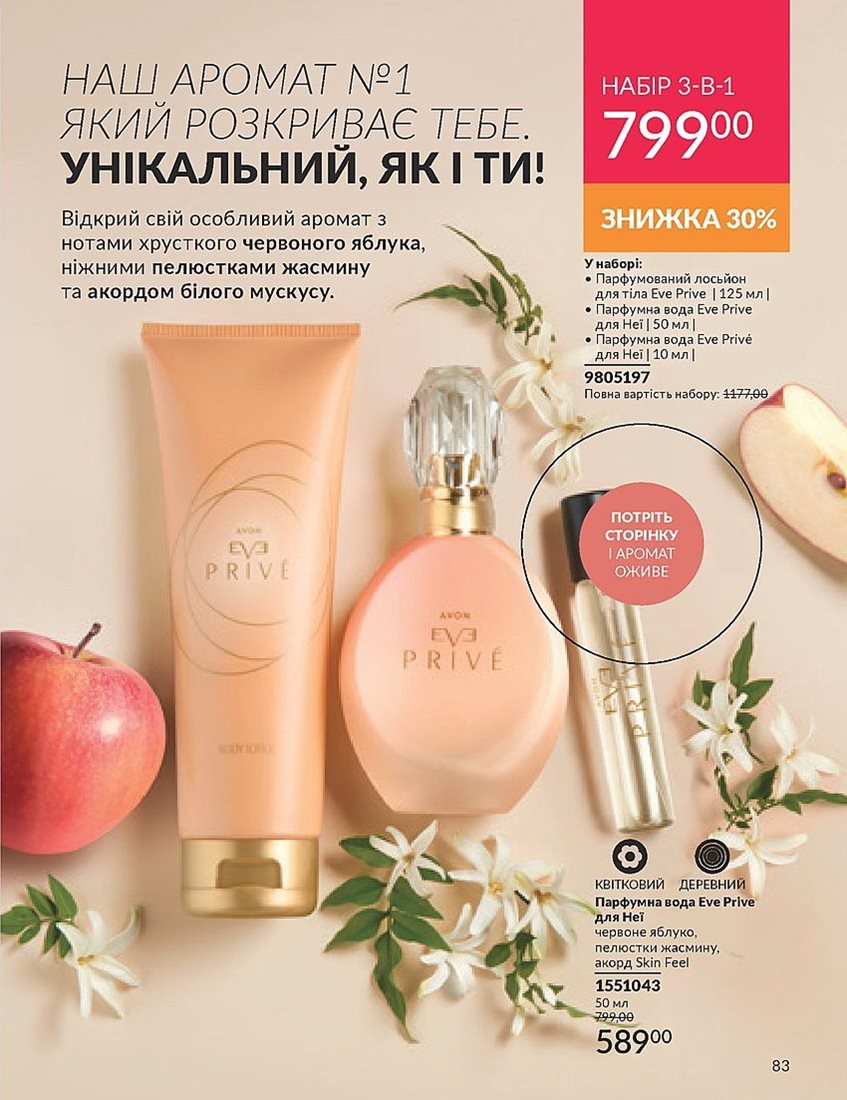 НАШ АРОМАТ №1
ЯКИЙ РОЗКРИВАЄ ТЕБЕ.
УНІКАЛЬНИЙ, ЯК І ТИ!
Відкрий свій особливий аромат з
нотами хрусткого червоного яблука,
ніжними пелюстками жасмину
та акордом білого мускусу.
НАБІР 3-В-1
799⁰⁰
ЗНИЖКА 30%
У наборі:
• Парфумований лосьйон
для тіла Eve Prive | 125 мл |
• Парфумна вода Eve Prive
для Неї | 50 мл |
• Парфумна вода Eve Privé
для Неї | 10 мл |
9805197
Повна вартість набору: 1177,00
ПОТРІТЬ
СТОРІНКУ
І АРОМАТ
ОЖИВЕ
AVON
EVE
PRIVÉ
BODY LOTION
AVON
EVE
PRIVÉ
AVON
EVE
PRIVÉ
КВІТКОВИЙ ДЕРЕВНИЙ
Парфумна вода Eve Prive
для Неї
червоне яблуко,
пелюстки жасмину,
акорд Skin Feel
1551043
50 мл
799,00
589⁰⁰
83